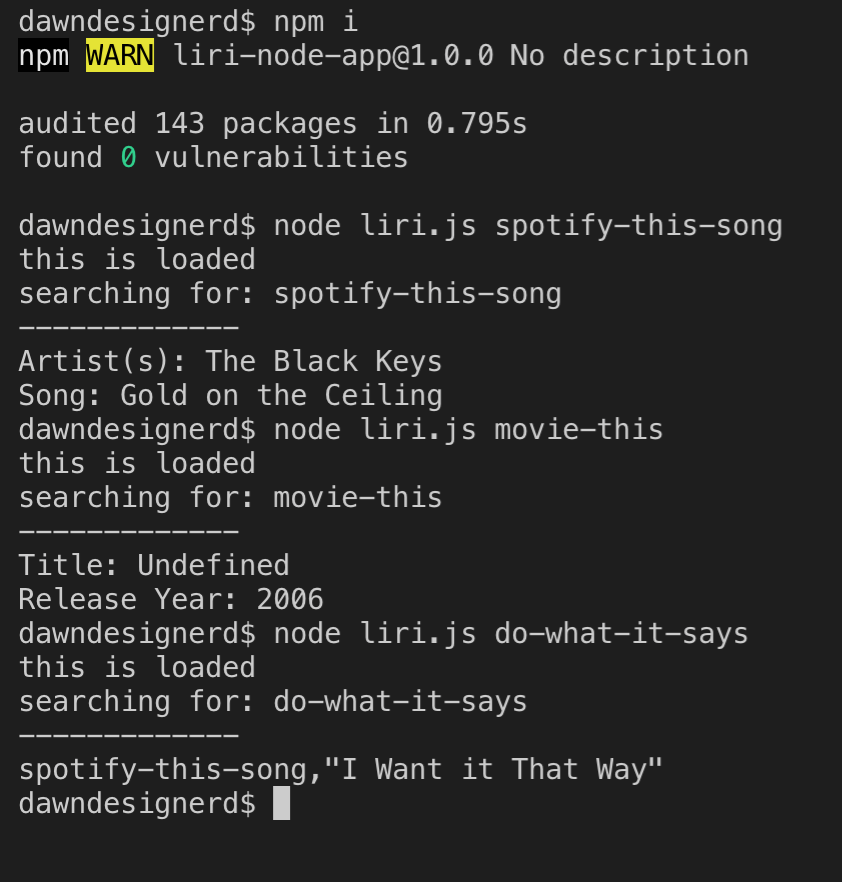 dawndesignerd$ npm i
npm WARN liri-node-app@1.0.0 No description
audited 143 packages in 0.795s
found 0 vulnerabilities
dawndesignerd$ node liri.js spotify-this-song
this is loaded
searching for: spotify-this-song
-------------
Artist(s): The Black Keys
Song: Gold on the Ceiling
dawndesignerd$ node liri.js movie-this
this is loaded
searching for: movie-this
-------------
Title: Undefined
Release Year: 2006
dawndesignerd$ node liri.js do-what-it-says
this is loaded
searching for: do-what-it-says
-------------
spotify-this-song,"I Want it That Way"
dawndesignerd$